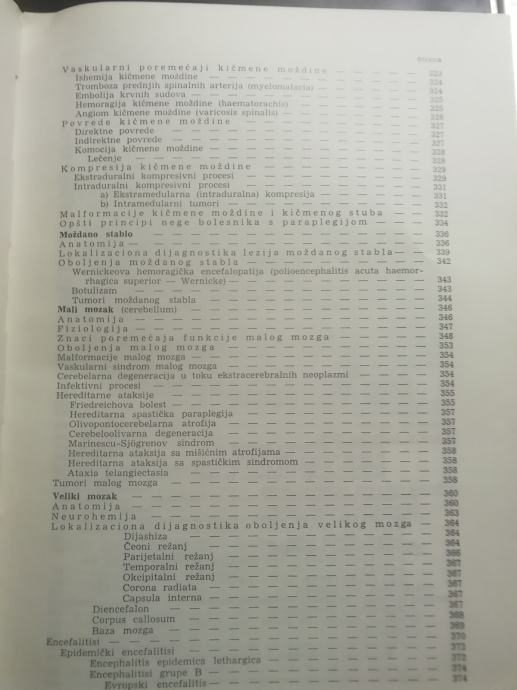 Strana
Vaskularni poremećaji kičmene moždine — — — — — — 323
Ishemija kičmene moždine — — — — — — — — — — — 324
Tromboza prednjih spinalnih arterija (myelomalacia) — — — — 324
Embolija krvnih sudova — — — — — — — — — — — 325
Hemoragija kičmene moždine (haematorachis) — — — — — 325
Angiom kičmene moždine (varicosis spinalis) — — — — — 326
Povrede kičmene moždine — — — — — — — — — 327
Direktne povrede — — — — — — — — — — — — 327
Indirektne povrede — — — — — — — — — — — — 327
Komocija kičmene moždine — — — — — — — — — — 328
Lečenje — — — — — — — — — — — — — 328
Kompresija kičmene moždine — — — — — — — — 329
Ekstraduralni kompresivni procesi — — — — — — — — 329
Intraduralni kompresivni procesi — — — — — — — — 331
a) Ekstramedularna (intraduralna) kompresija — — — — 331
b) Intramedularni tumori — — — — — — — — — 332
Malformacije kičmene moždine i kičmenog stuba — — 332
Opšti principi nege bolesnika s paraplegijom — — — 334
Moždano stablo — — — — — — — — — — — — — 336
Anatomija — — — — — — — — — — — — — — 336
Lokalizaciona dijagnostika lezija moždanog stabla — — 339
Oboljenja moždanog stabla — — — — — — — — — 342
Wernickeova hemoragička encefalopatija (polioencephalitis acuta haemor-
rhagica superior — Wernicke) — — — — — — — — 343
Botulizam — — — — — — — — — — — — — — 343
Tumori moždanog stabla — — — — — — — — — — 344
Mali mozak (cerebellum) — — — — — — — — — — — 346
Anatomija — — — — — — — — — — — — — — 346
Fiziologija — — — — — — — — — — — — — — 347
Znaci poremećaja funkcije malog mozga — — — — — 348
Oboljenja malog mozga — — — — — — — — — — 353
Malformacije malog mozga — — — — — — — — — — — 354
Vaskularni sindrom malog mozga — — — — — — — — — 354
Cerebelarna degeneracija u toku ekstracerebralnih neoplazmi — — — 354
Infektivni procesi — — — — — — — — — — — — — 354
Hereditarne ataksije — — — — — — — — — — — — — 355
Friedreichova bolest — — — — — — — — — — — — 355
Hereditarna spastička paraplegija — — — — — — — — 357
Olivopontocerebelarna atrofija — — — — — — — — — 357
Cerebeloolivarna degeneracija — — — — — — — — — 357
Marinescu–Sjögrenov sindrom — — — — — — — — — 357
Hereditarna ataksija sa mišićnim atrofijama — — — — — — 358
Hereditarna ataksija sa spastičkim sindromom — — — — — 358
Ataxia telangiectasia — — — — — — — — — — — 358
Tumori malog mozga — — — — — — — — — — — — — 358
Veliki mozak — — — — — — — — — — — — — — 360
Anatomija — — — — — — — — — — — — — — 360
Neurohemija — — — — — — — — — — — — — 363
Lokalizaciona dijagnostika oboljenja velikog mozga — 364
Dijashiza — — — — — — — — — — — 364
Čeoni režanj — — — — — — — — — — 364
Parijetalni režanj — — — — — — — — — 366
Temporalni režanj — — — — — — — — — 367
Okcipitalni režanj — — — — — — — — — 367
Corona radiata — — — — — — — — — — 367
Capsula interna — — — — — — — — — — 367
Diencefalon — — — — — — — — — — — — 367
Corpus callosum — — — — — — — — — — — 368
Baza mozga — — — — — — — — — — — — 369
Encefalitisi — — — — — — — — — — — — — — 370
Epidemički encefalitisi — — — — — — — — — — — — 372
Encephalitis epidemica lethargica — — — — — — — — 372
Encefalitisi grupe B — — — — — — — — — — — 374
Evropski encefalitis — — — — — — — — — — 374